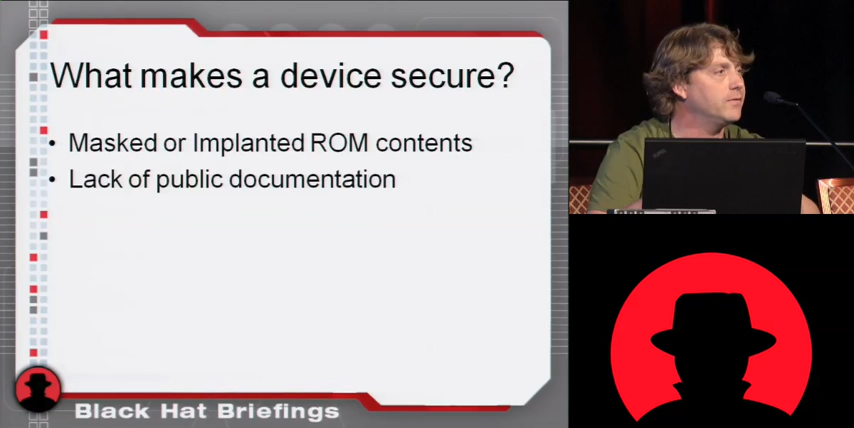 What makes a device secure?
• Masked or Implanted ROM contents
• Lack of public documentation
Black Hat Briefings